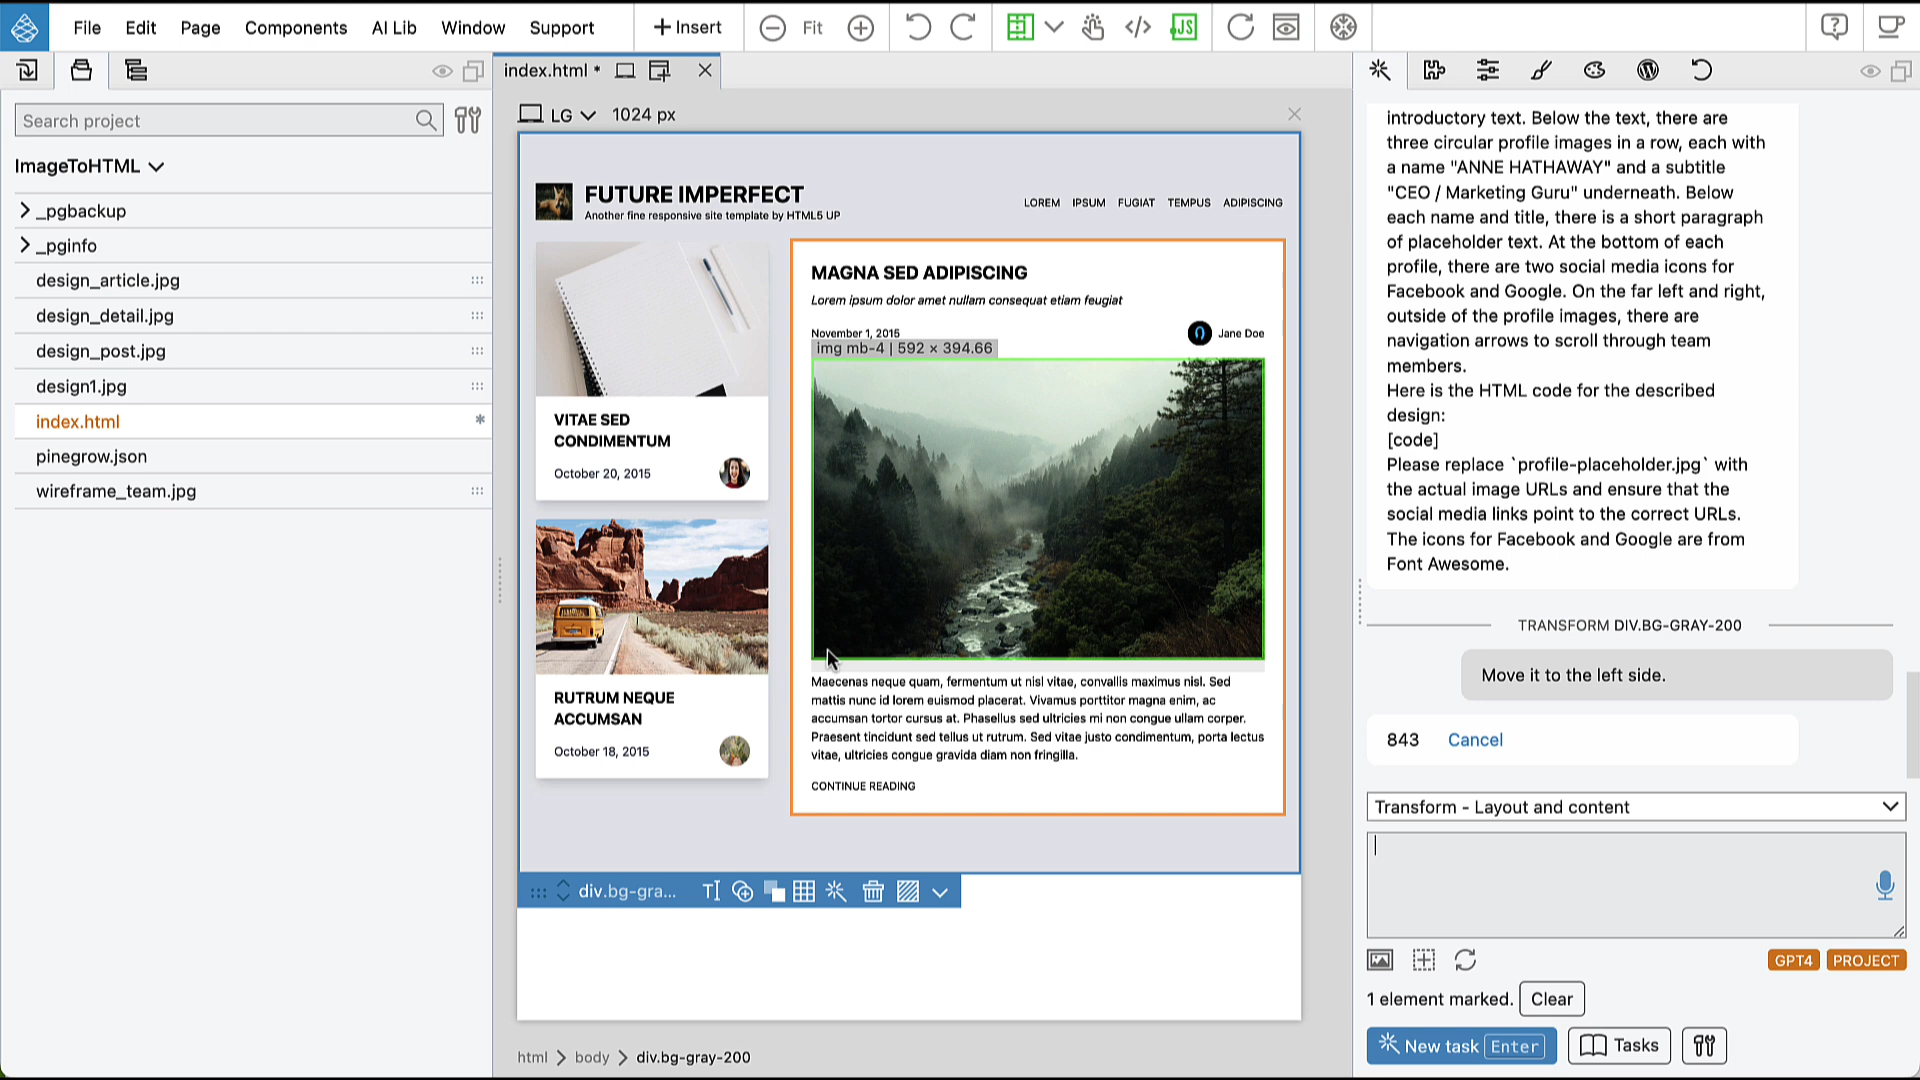 File Edit Page Components AI Lib Window Support Insert Fit JS
index.html *
Search project
ImageToHTML
_pgbackup
_pginfo
design_article.jpg
design_detail.jpg
design_post.jpg
design1.jpg
index.html *
pinegrow.json
wireframe_team.jpg
LG 1024 px
FUTURE IMPERFECT
Another fine responsive site template by HTML5 UP
LOREM IPSUM FUGIAT TEMPUS ADIPISCING
VITAE SED
CONDIMENTUM
October 20, 2015
RUTRUM NEQUE
ACCUMSAN
October 18, 2015
MAGNA SED ADIPISCING
Lorem ipsum dolor amet nullam consequat etiam feugiat
November 1, 2015
Jane Doe
img mb-4 | 592 × 394.66
Maecenas neque quam, fermentum ut nisl vitae, convallis maximus nisl. Sed
mattis nunc id lorem euismod placerat. Vivamus porttitor magna enim, ac
accumsan tortor cursus at. Phasellus sed ultricies mi non congue ullam corper.
Praesent tincidunt sed tellus ut rutrum. Sed vitae justo condimentum, porta lectus
vitae, ultricies congue gravida diam non fringilla.
CONTINUE READING
div.bg-gra...
html > body > div.bg-gray-200
introductory text. Below the text, there are
three circular profile images in a row, each with
a name "ANNE HATHAWAY" and a subtitle
"CEO / Marketing Guru" underneath. Below
each name and title, there is a short paragraph
of placeholder text. At the bottom of each
profile, there are two social media icons for
Facebook and Google. On the far left and right,
outside of the profile images, there are
navigation arrows to scroll through team
members.
Here is the HTML code for the described
design:
[code]
Please replace `profile-placeholder.jpg` with
the actual image URLs and ensure that the
social media links point to the correct URLs.
The icons for Facebook and Google are from
Font Awesome.
TRANSFORM DIV.BG-GRAY-200
Move it to the left side.
843 Cancel
Transform - Layout and content
GPT4 PROJECT
1 element marked. Clear
New task Enter Tasks